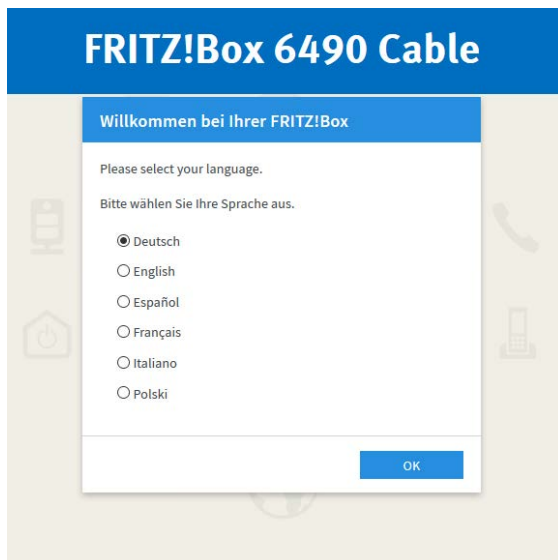 FRITZ!Box 6490 Cable
Willkommen bei Ihrer FRITZ!Box
Please select your language.
Bitte wählen Sie Ihre Sprache aus.
Deutsch
English
Español
Français
Italiano
Polski
OK